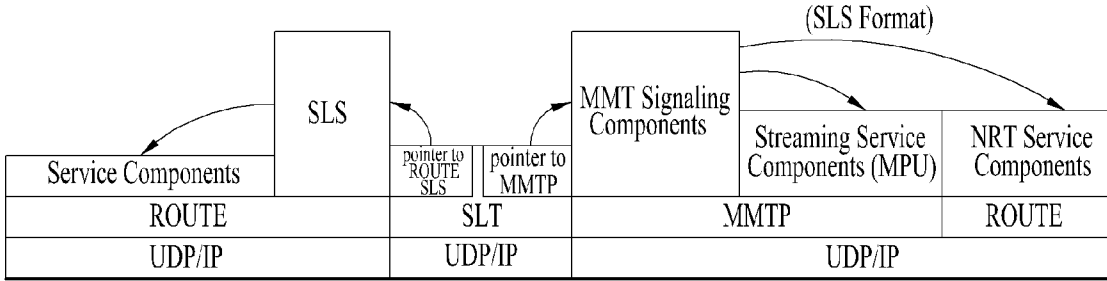 (SLS Format)
SLS
MMT Signaling
Components
Service Components
pointer to
ROUTE
SLS
pointer to
MMTP
Streaming Service
Components (MPU)
NRT Service
Components
ROUTE
SLT
MMTP
ROUTE
UDP/IP
UDP/IP
UDP/IP